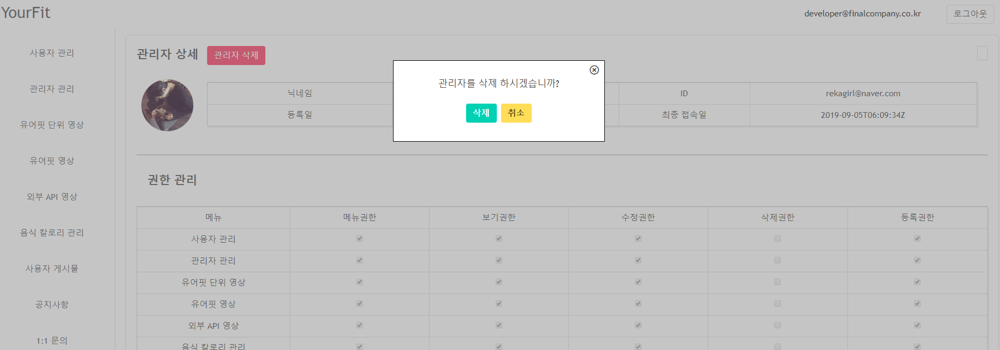 YourFit
developer@finalcompany.co.kr
로그아웃
사용자 관리
관리자 관리
유어핏 단위 영상
유어핏 영상
외부 API 영상
음식 칼로리 관리
사용자 게시물
공지사항
1:1 문의
관리자 상세 관리자 삭제
관리자를 삭제 하시겠습니까?
삭제 취소
닉네임 ID rekagirl@naver.com
등록일 최종 접속일 2019-09-05T06:09:34Z
권한 관리
메뉴 메뉴권한 보기권한 수정권한 삭제권한 등록권한
사용자 관리
관리자 관리
유어핏 단위 영상
유어핏 영상
외부 API 영상
음식 칼로리 관리